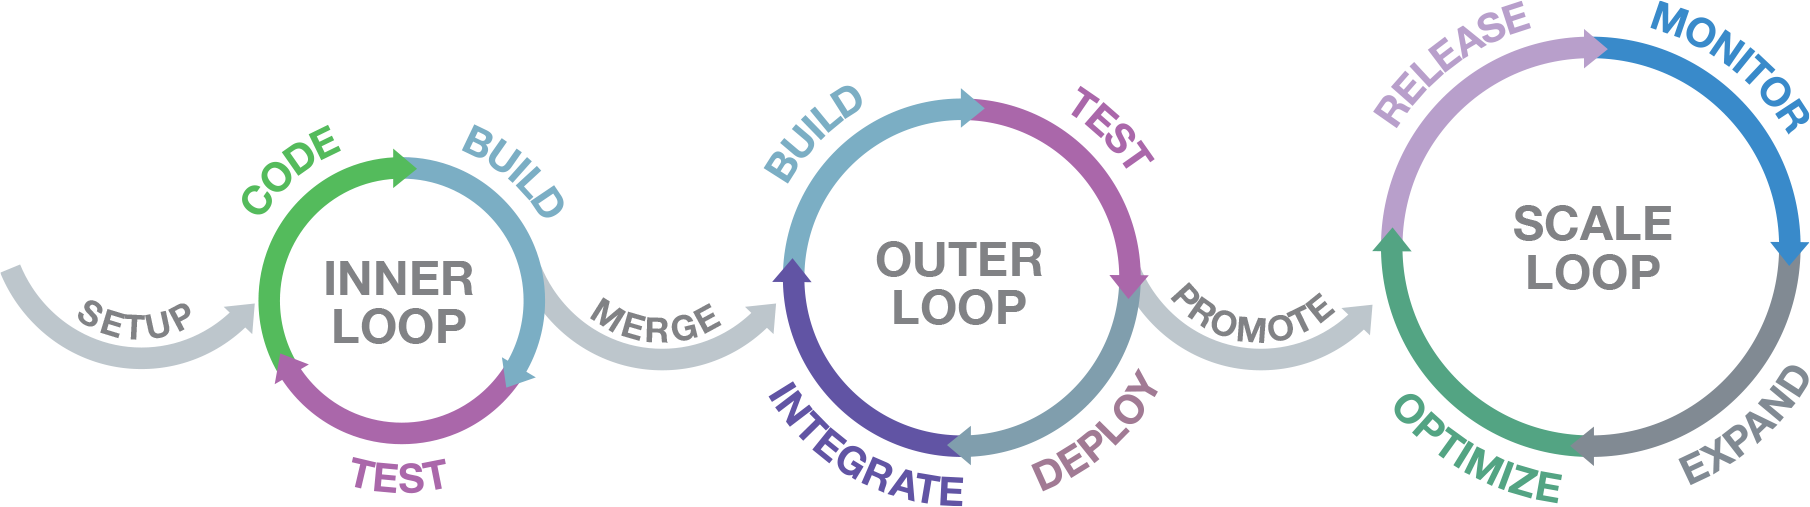 SETUP
CODE
BUILD
INNER
LOOP
TEST
MERGE
BUILD
TEST
OUTER
LOOP
INTEGRATE
DEPLOY
PROMOTE
RELEASE
MONITOR
SCALE
LOOP
OPTIMIZE
EXPAND